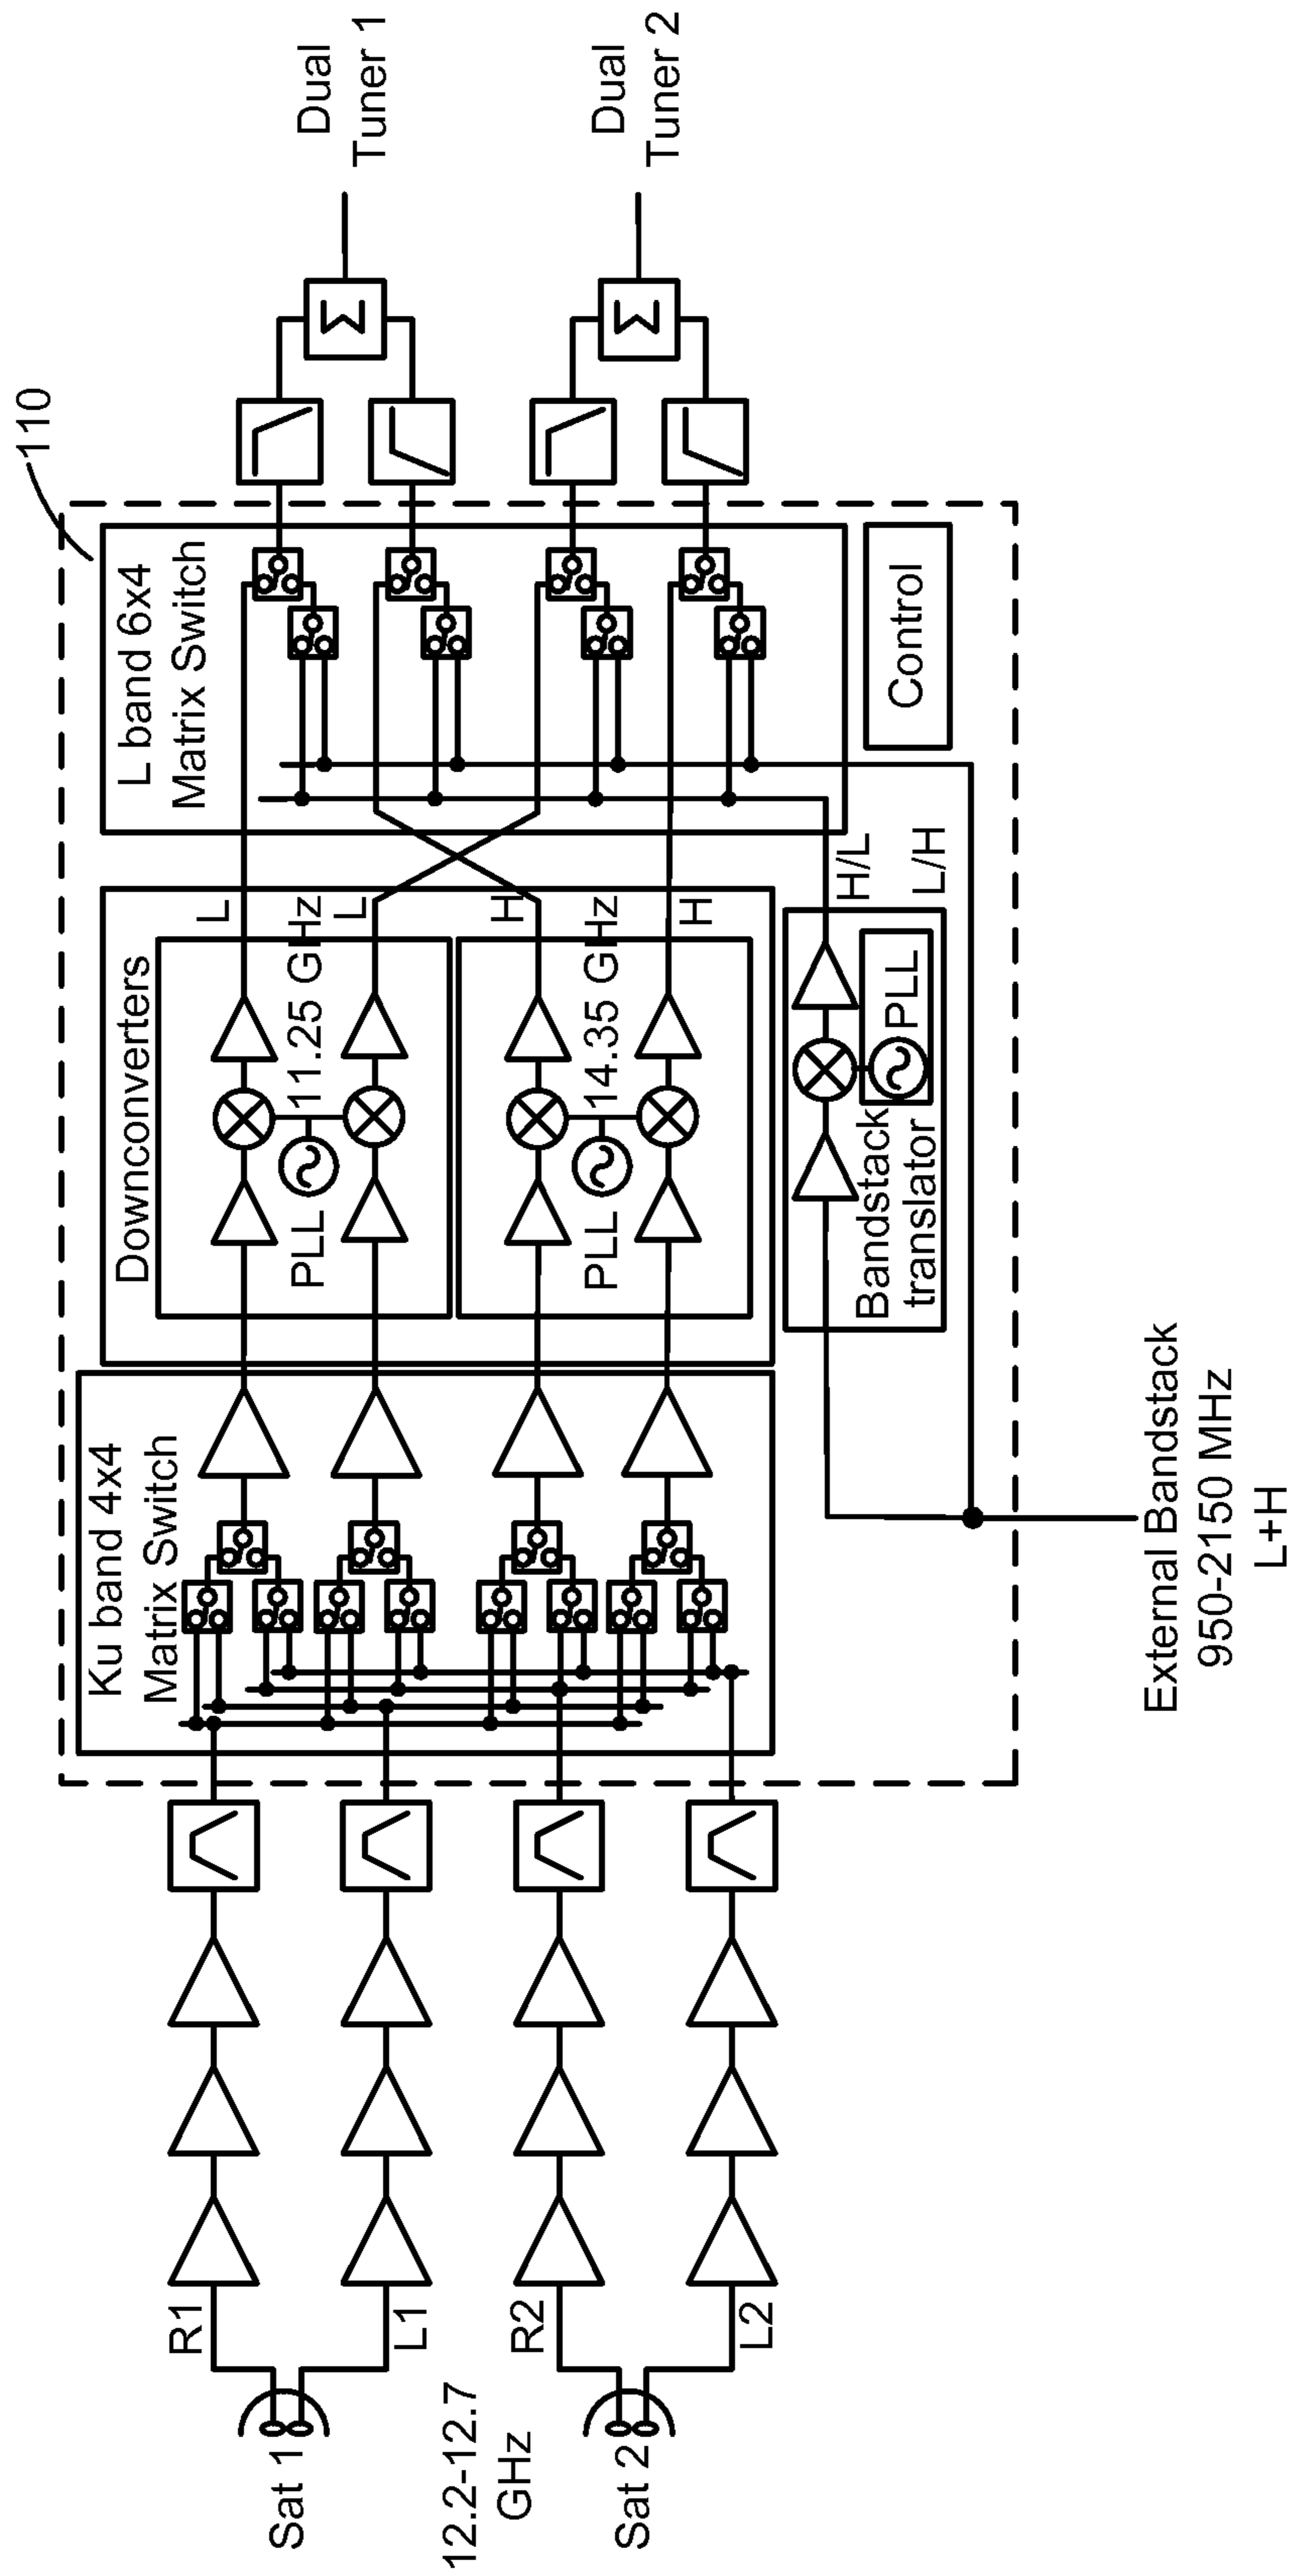 110
Sat 1
R1
L1
12.2-12.7
GHz
Sat 2
R2
L2
Ku band 4x4
Matrix Switch
Downconverters
PLL
11.25 GHz
L
L
PLL
14.35 GHz
H
H
Bandstack
translator
PLL
H/L
L/H
L band 6x4
Matrix Switch
Control
Dual
Tuner 1
Dual
Tuner 2
External Bandstack
950-2150 MHz
L+H